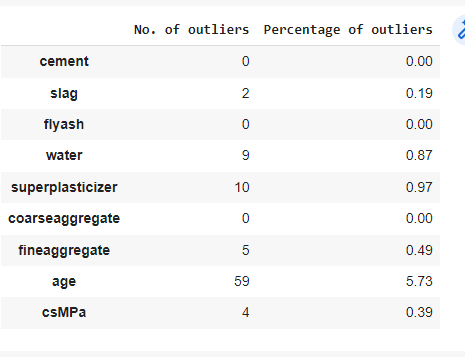 No. of outliers Percentage of outliers
cement 0 0.00
slag 2 0.19
flyash 0 0.00
water 9 0.87
superplasticizer 10 0.97
coarseaggregate 0 0.00
fineaggregate 5 0.49
age 59 5.73
csMPa 4 0.39